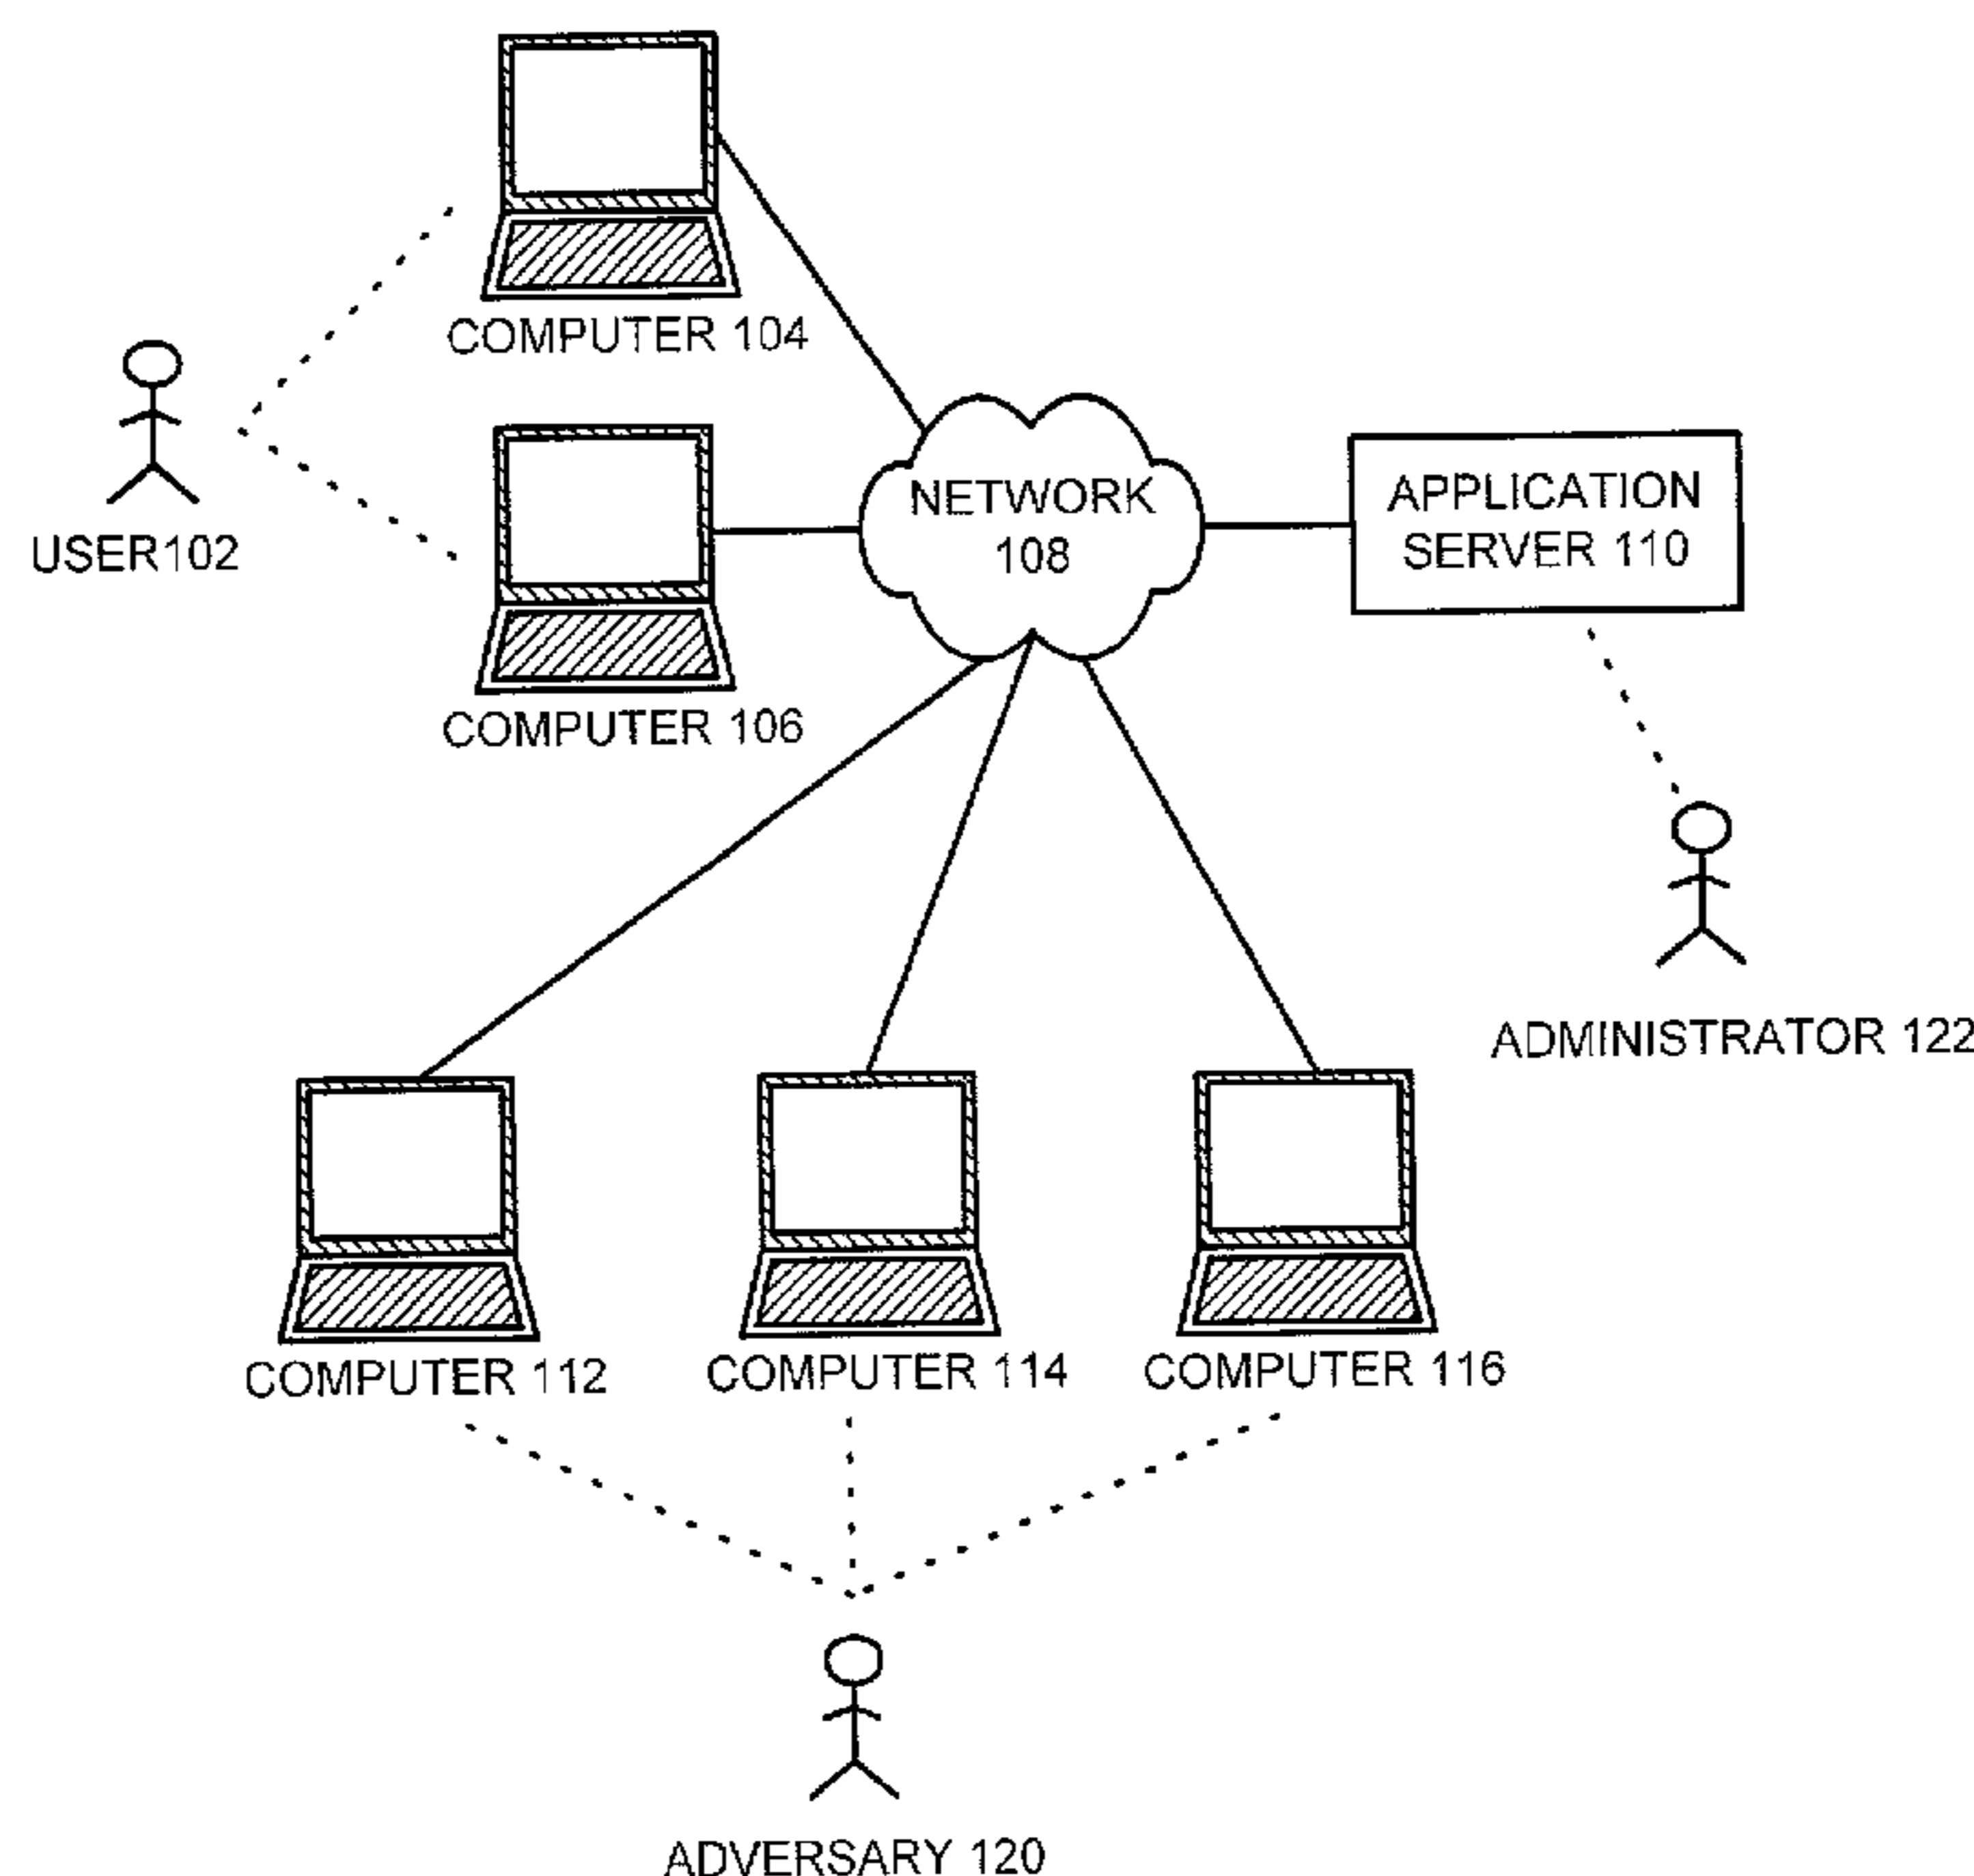 COMPUTER 104
USER102
NETWORK
108
APPLICATION
SERVER 110
COMPUTER 106
ADMINISTRATOR 122
COMPUTER 112
COMPUTER 114
COMPUTER 116
ADVERSARY 120